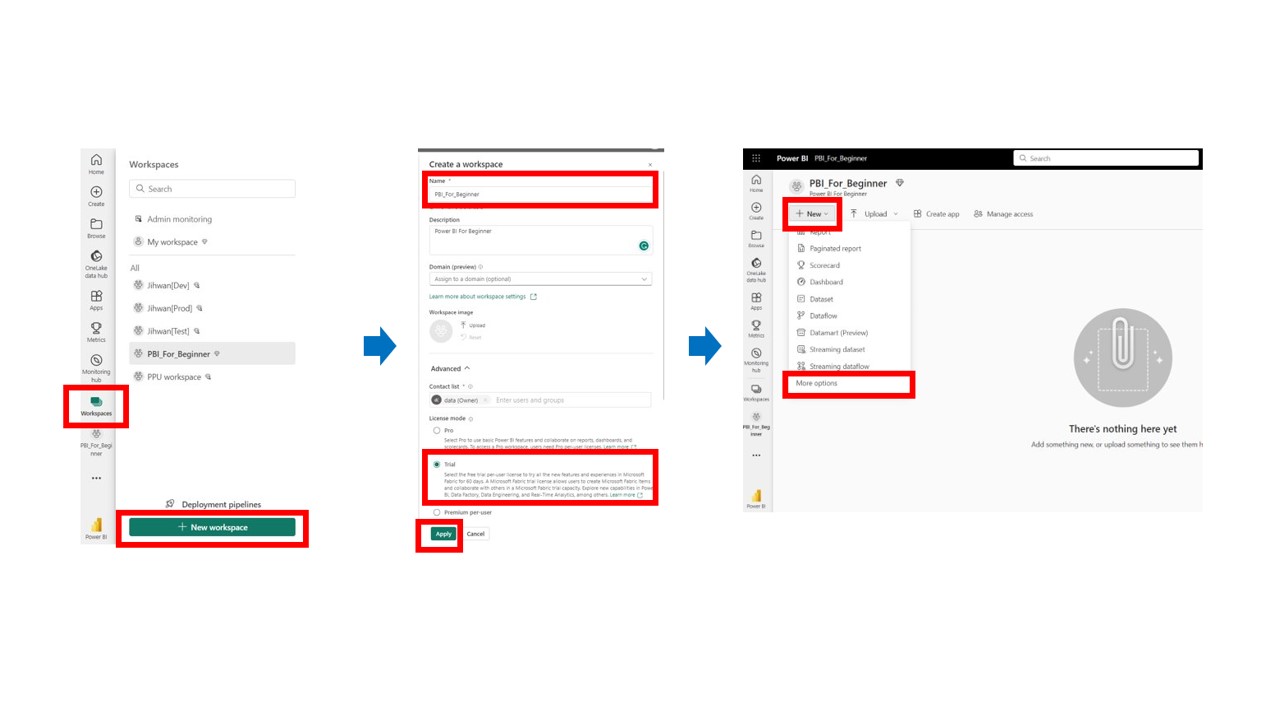 Home
Create
Browse
OneLake
data hub
Apps
Metrics
Monitoring
hub
Workspaces
PBI_For_Begi
nner
Power BI
Workspaces
Search
Admin monitoring
My workspace
All
Jihwan[Dev]
Jihwan[Prod]
Jihwan[Test]
PBI_For_Beginner
PPU workspace
Deployment pipelines
+ New workspace
Create a workspace
Name *
PBI_For_Beginner
Description
Power BI For Beginner
Domain (preview)
Assign to a domain (optional)
Learn more about workspace settings
Workspace image
Upload
Reset
Advanced
Contact list *
data (Owner)
Enter users and groups
License mode
Pro
Select Pro to use basic Power BI features and collaborate on reports, dashboards, and
scorecards. To access a Pro workspace, users need Pro per-user licenses. Learn more
Trial
Select the free trial per-user license to try all the new features and experiences in Microsoft
Fabric for 60 days. A Microsoft Fabric trial license allows users to create Microsoft Fabric items
and collaborate with others in a Microsoft Fabric trial capacity. Explore new capabilities in Powe
BI, Data Factory, Data Engineering, and Real-Time Analytics, among others. Learn more
Premium per-user
Apply Cancel
Power BI PBI_For_Beginner
Search
Home
Create
Browse
OneLake
data hub
Apps
Metrics
Monitoring
hub
Workspaces
PBI_For_Beg
inner
Power BI
PBI_For_Beginner
Power BI For Beginner
+ New Upload Create app Manage access
Report
Paginated report
Scorecard
Dashboard
Dataset
Dataflow
Datamart (Preview)
Streaming dataset
Streaming dataflow
More options
There's nothing here yet
Add something new, or upload something to see them h